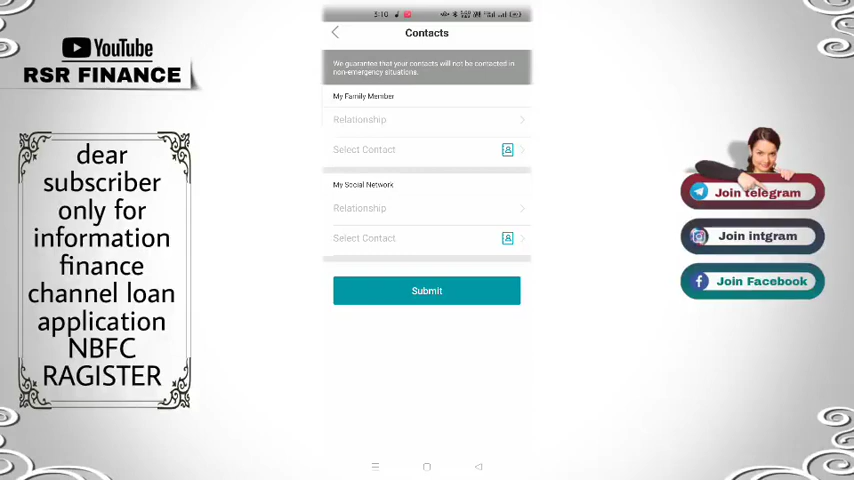 YouTube
RSR FINANCE
dear
subscriber
only for
information
finance
channel loan
application
NBFC
RAGISTER
5:10
Contacts
We guarantee that your contacts will not be contacted in
non-emergency situations.
My Family Member
Relationship
Select Contact
My Social Network
Relationship
Select Contact
Submit
Join telegram
Join intgram
Join Facebook